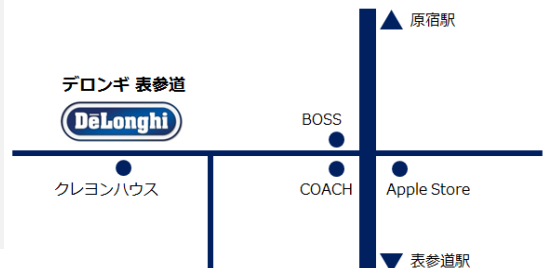 原宿駅
デロンギ 表参道
DeLonghi
BOSS
クレヨンハウス
COACH
Apple Store
表参道駅